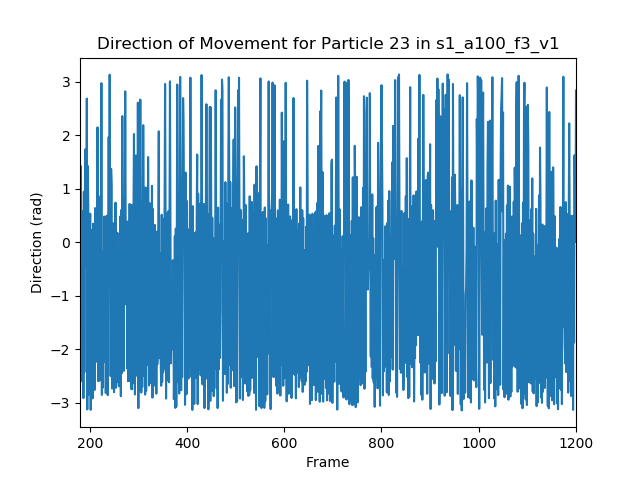 Direction of Movement for Particle 23 in s1_a100_f3_v1
3
2
1
0
−1
−2
−3
Direction (rad)
200 400 600 800 1000 1200
Frame